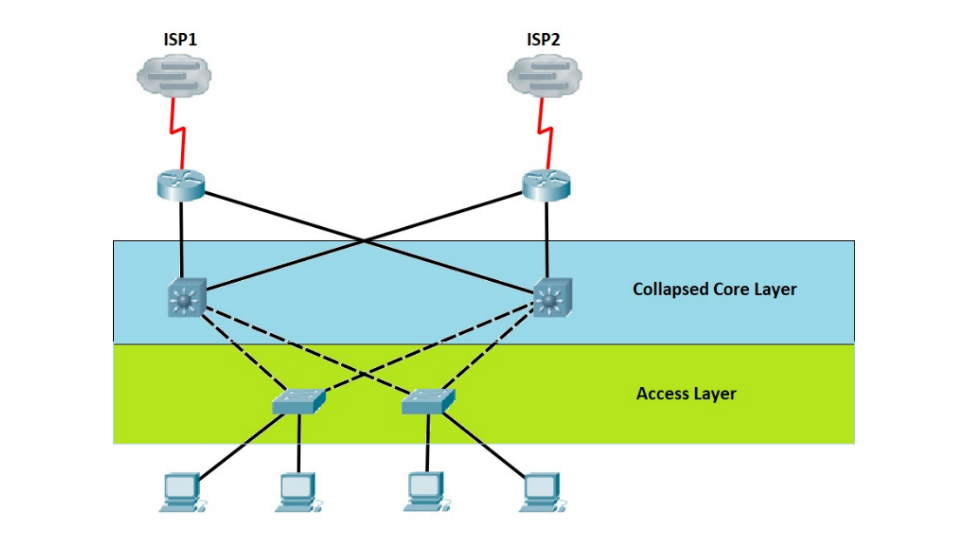 ISP1
ISP2
Collapsed Core Layer
Access Layer